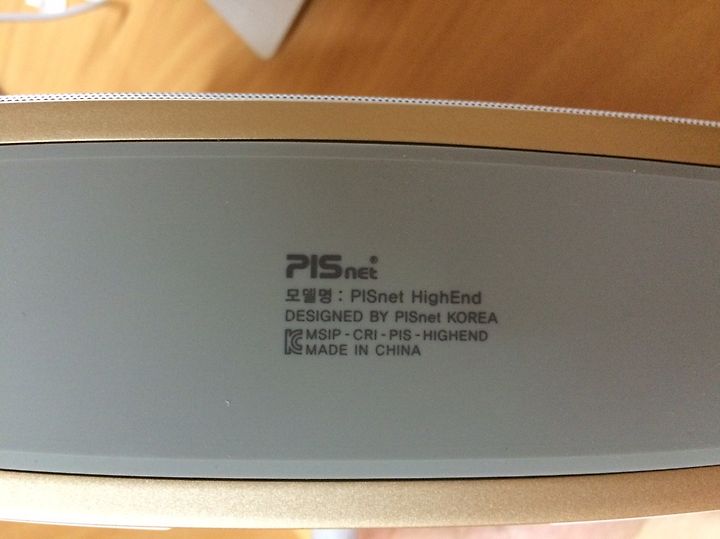 PISnet®
모델명 : PISnet HighEnd
DESIGNED BY PISnet KOREA
MSIP - CRI - PIS - HIGHEND
MADE IN CHINA